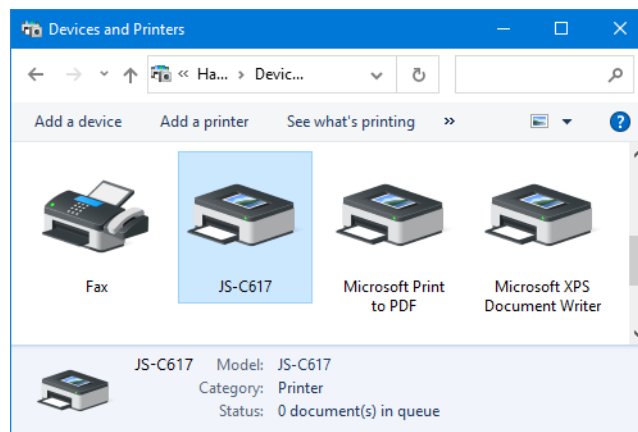 Devices and Printers
« Ha... › Devic...
Add a device Add a printer See what's printing »
Fax
JS-C617
Microsoft Print
to PDF
Microsoft XPS
Document Writer
JS-C617 Model: JS-C617
Category: Printer
Status: 0 document(s) in queue